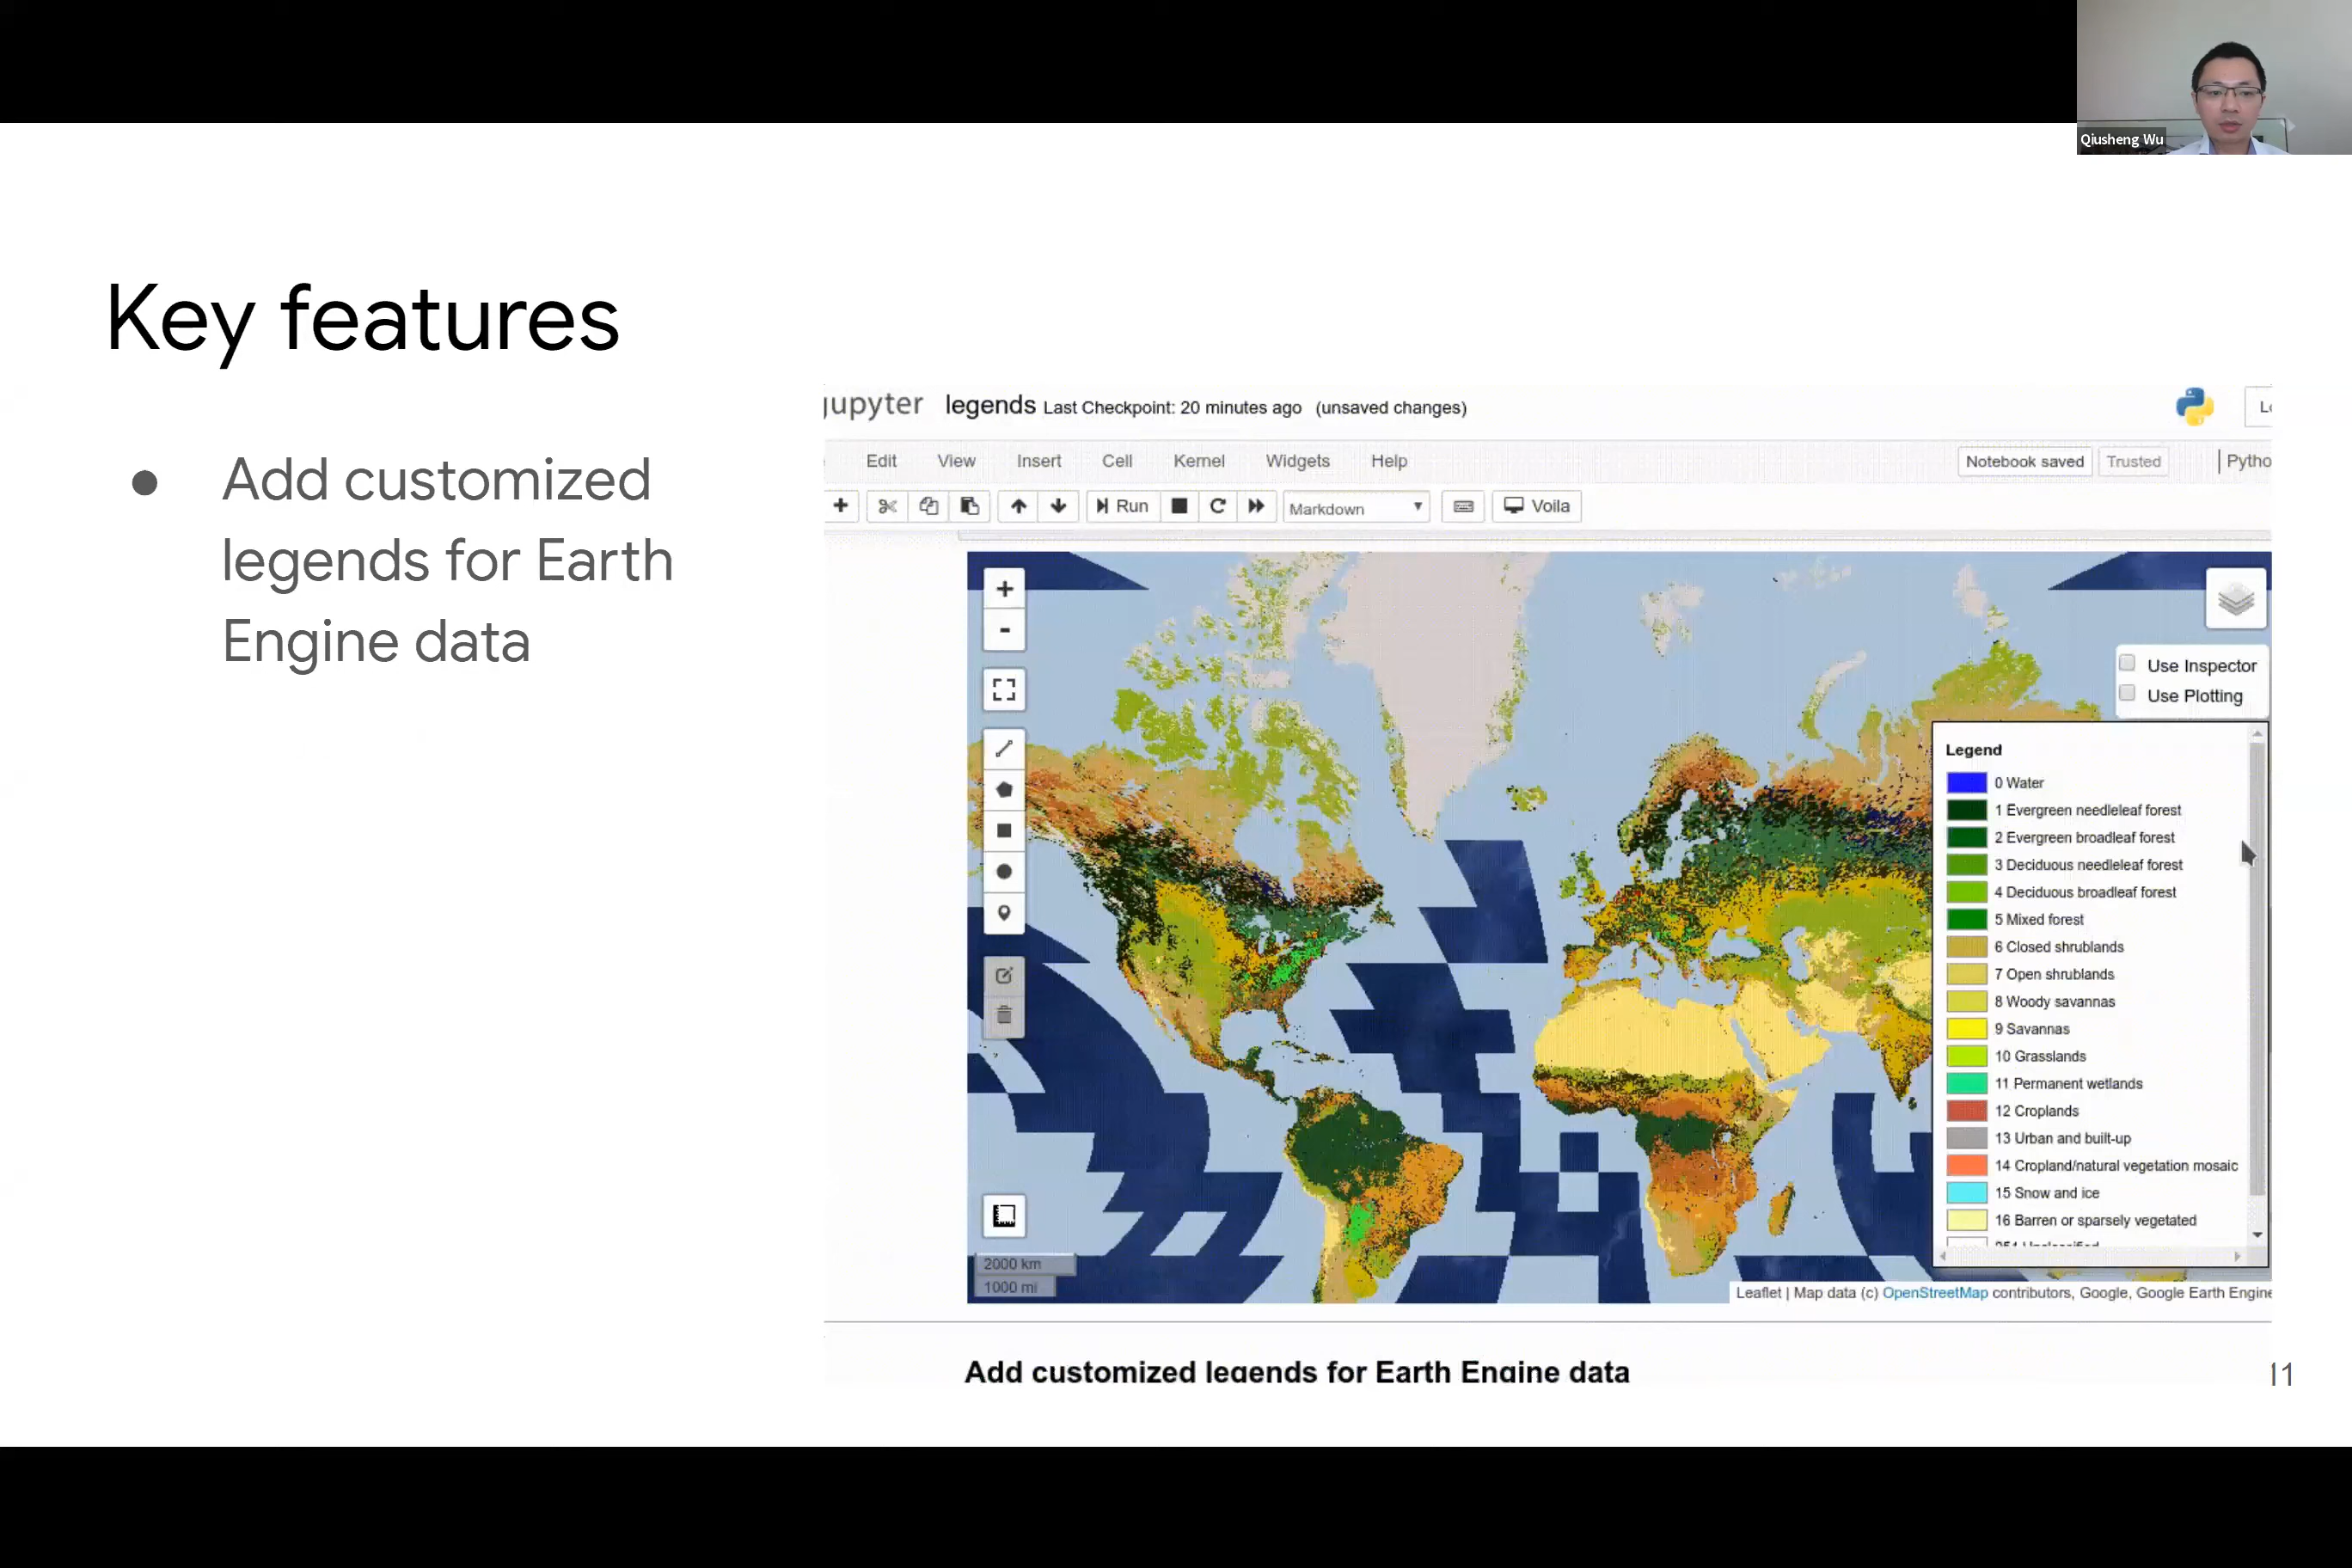 Qiusheng Wu
Key features
● Add customized
legends for Earth
Engine data
jupyter legends Last Checkpoint: 20 minutes ago (unsaved changes)
Edit View Insert Cell Kernel Widgets Help
Notebook saved Trusted
Run Markdown Voila
+
-
Use Inspector
Use Plotting
Legend
0 Water
1 Evergreen needleleaf forest
2 Evergreen broadleaf forest
3 Deciduous needleleaf forest
4 Deciduous broadleaf forest
5 Mixed forest
6 Closed shrublands
7 Open shrublands
8 Woody savannas
9 Savannas
10 Grasslands
11 Permanent wetlands
12 Croplands
13 Urban and built-up
14 Cropland/natural vegetation mosaic
15 Snow and ice
16 Barren or sparsely vegetated
2000 km
1000 mi
Leaflet | Map data (c) OpenStreetMap contributors, Google, Google Earth Engine
Add customized legends for Earth Engine data
11